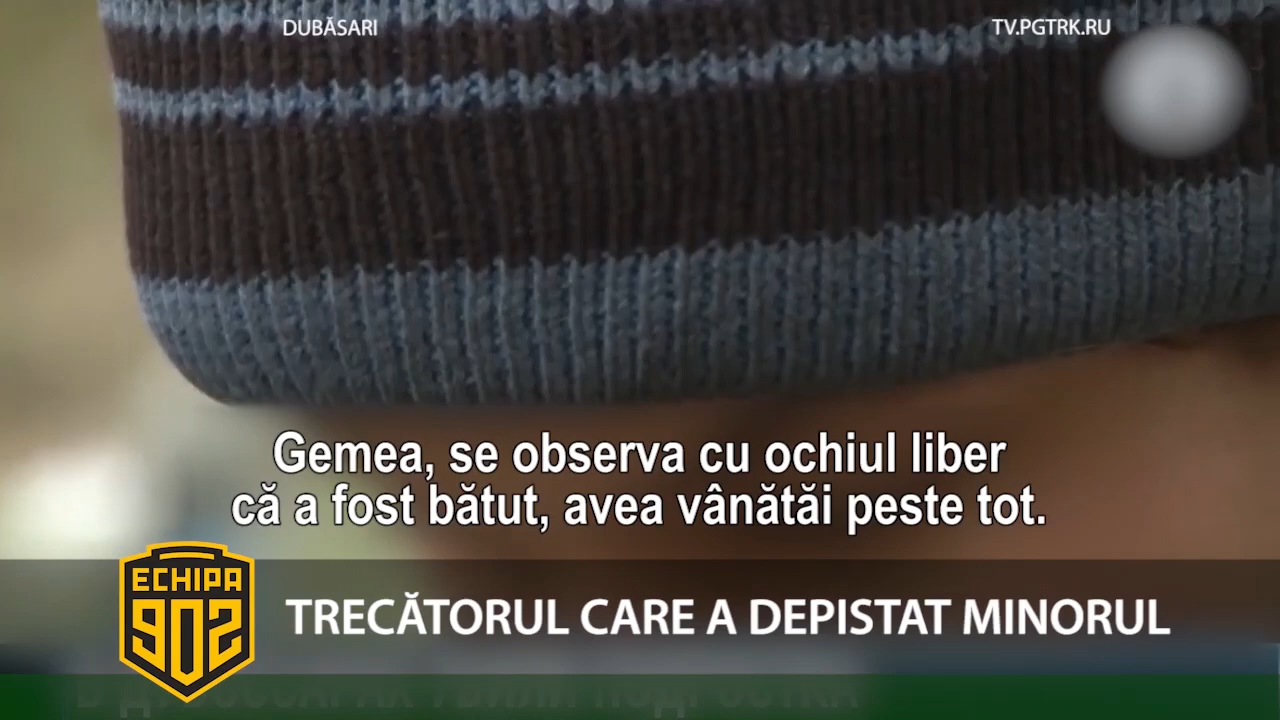 DUBĂSARI
TV.PGTRK.RU
Gemea, se observa cu ochiul liber
că a fost bătut, avea vânătăi peste tot.
ECHIPA
902
TRECĂTORUL CARE A DEPISTAT MINORUL